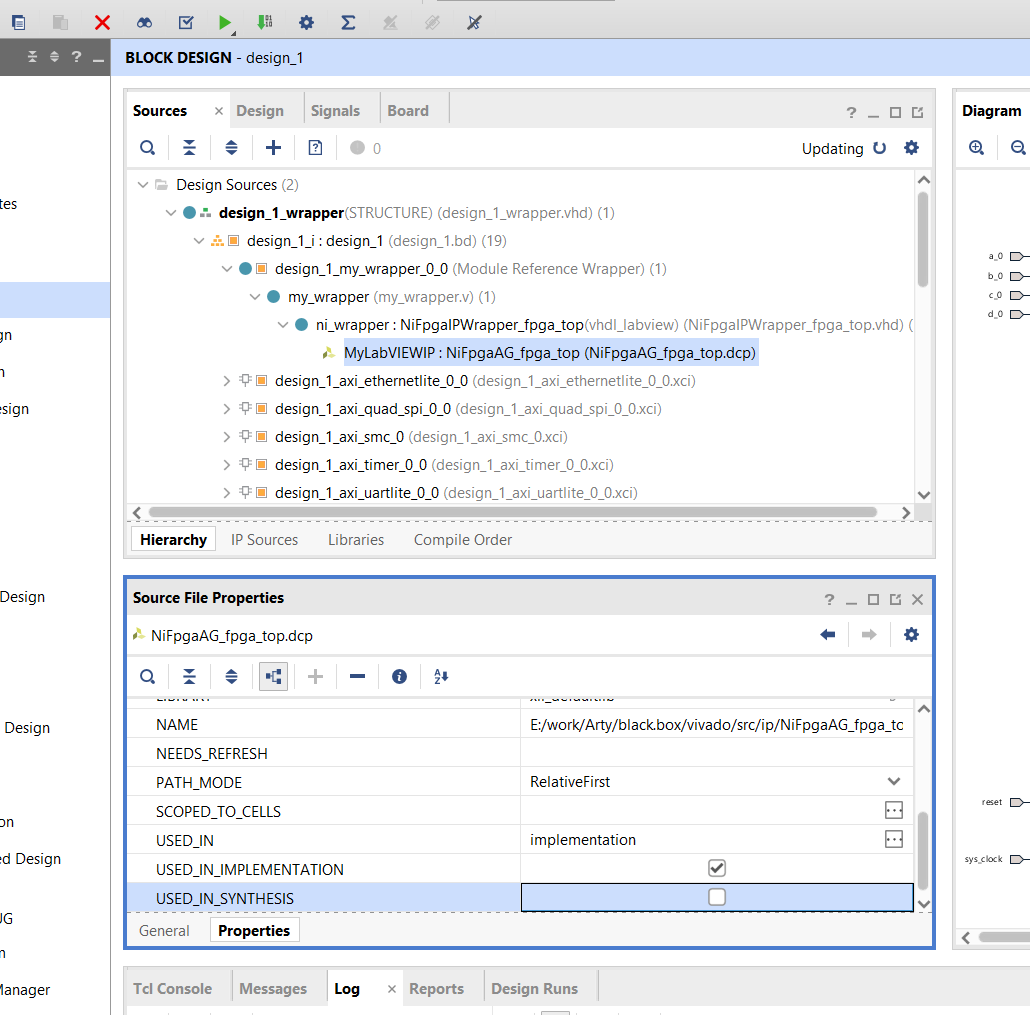 BLOCK DESIGN - design_1
Sources × Design Signals Board ?
0 Updating
Design Sources (2)
design_1_wrapper(STRUCTURE) (design_1_wrapper.vhd) (1)
design_1_i : design_1 (design_1.bd) (19)
design_1_my_wrapper_0_0 (Module Reference Wrapper) (1)
my_wrapper (my_wrapper.v) (1)
ni_wrapper : NiFpgaIPWrapper_fpga_top(vhdl_labview) (NiFpgaIPWrapper_fpga_top.vhd) (
MyLabVIEWIP : NiFpgaAG_fpga_top (NiFpgaAG_fpga_top.dcp)
design_1_axi_ethernetlite_0_0 (design_1_axi_ethernetlite_0_0.xci)
design_1_axi_quad_spi_0_0 (design_1_axi_quad_spi_0_0.xci)
design_1_axi_smc_0 (design_1_axi_smc_0.xci)
design_1_axi_timer_0_0 (design_1_axi_timer_0_0.xci)
design_1_axi_uartlite_0_0 (design_1_axi_uartlite_0_0.xci)
Hierarchy IP Sources Libraries Compile Order
Source File Properties
NiFpgaAG_fpga_top.dcp
LIBRARY xil_defaultlib
NAME E:/work/Arty/black.box/vivado/src/ip/NiFpgaAG_fpga_to
NEEDS_REFRESH
PATH_MODE RelativeFirst
SCOPED_TO_CELLS
USED_IN implementation
USED_IN_IMPLEMENTATION
USED_IN_SYNTHESIS
General Properties
Tcl Console Messages Log × Reports Design Runs
Diagram
a_0
b_0
c_0
d_0
reset
sys_clock
tes
gn
n
esign
Design
Design
on
ed Design
UG
m
Manager